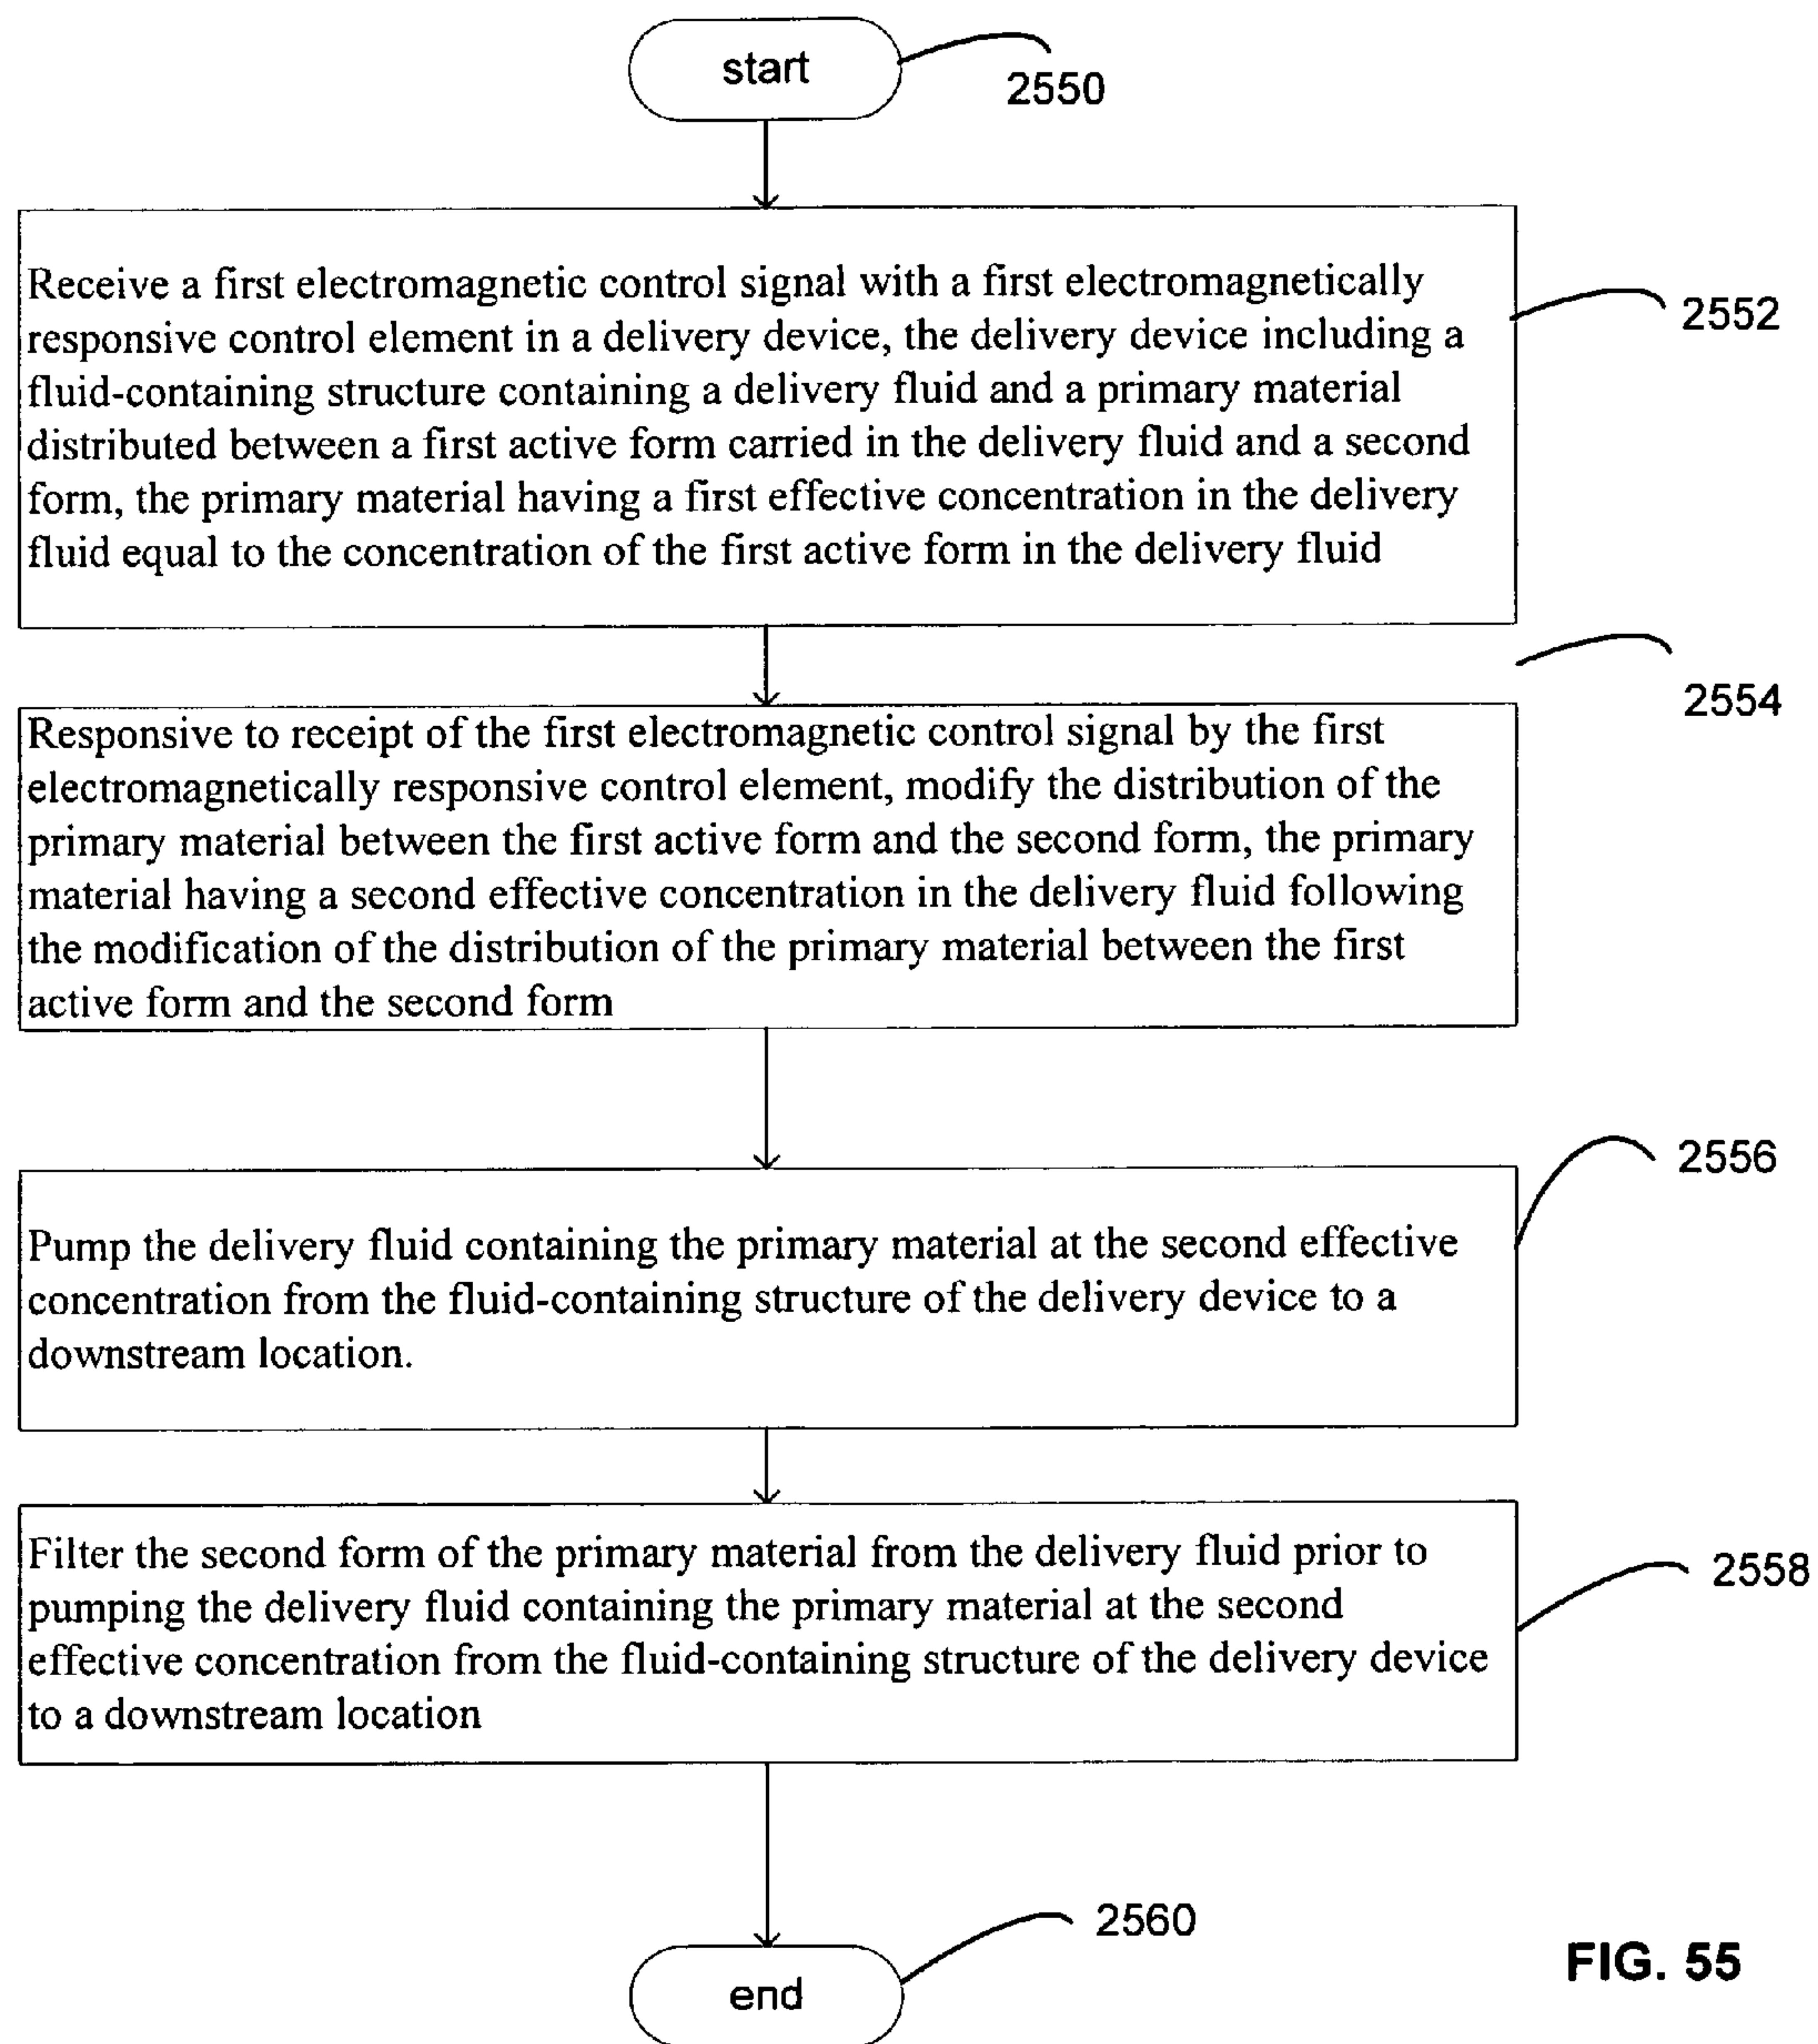 start
2550
Receive a first electromagnetic control signal with a first electromagnetically
responsive control element in a delivery device, the delivery device including a
fluid-containing structure containing a delivery fluid and a primary material
distributed between a first active form carried in the delivery fluid and a second
form, the primary material having a first effective concentration in the delivery
fluid equal to the concentration of the first active form in the delivery fluid
2552
2554
Responsive to receipt of the first electromagnetic control signal by the first
electromagnetically responsive control element, modify the distribution of the
primary material between the first active form and the second form, the primary
material having a second effective concentration in the delivery fluid following
the modification of the distribution of the primary material between the first
active form and the second form
2556
Pump the delivery fluid containing the primary material at the second effective
concentration from the fluid-containing structure of the delivery device to a
downstream location.
Filter the second form of the primary material from the delivery fluid prior to
pumping the delivery fluid containing the primary material at the second
effective concentration from the fluid-containing structure of the delivery device
to a downstream location
2558
2560
end
FIG. 55